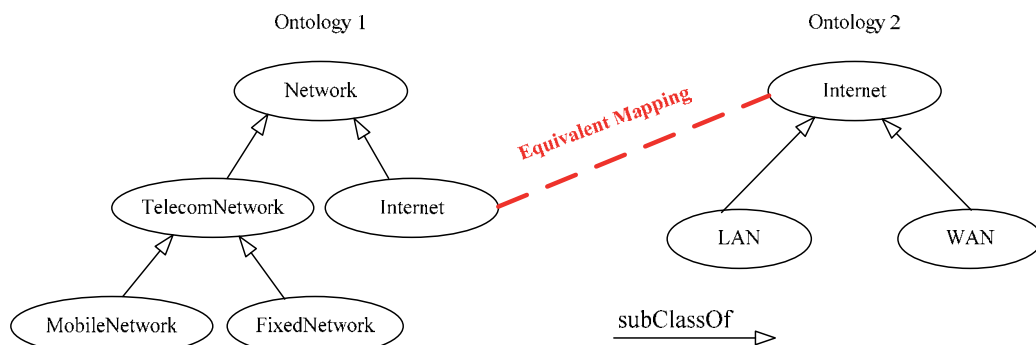 Ontology 1
Ontology 2
Network
Internet
Equivalent Mapping
TelecomNetwork
Internet
LAN
WAN
MobileNetwork
FixedNetwork
subClassOf